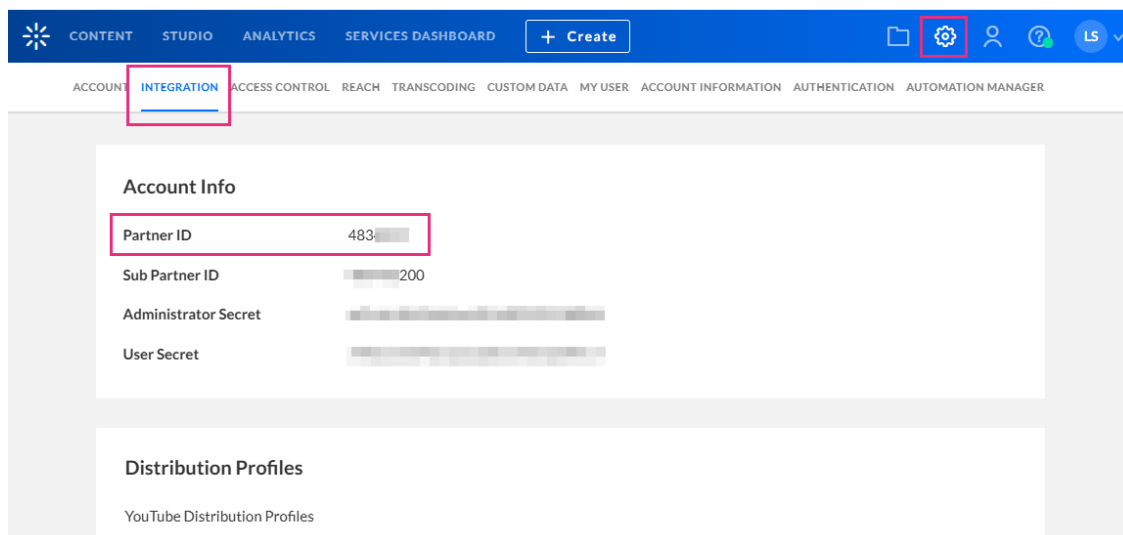 CONTENT STUDIO ANALYTICS SERVICES DASHBOARD + Create ? LS
ACCOUNT INTEGRATION ACCESS CONTROL REACH TRANSCODING CUSTOM DATA MY USER ACCOUNT INFORMATION AUTHENTICATION AUTOMATION MANAGER
Account Info
Partner ID 483
Sub Partner ID 200
Administrator Secret
User Secret
Distribution Profiles
YouTube Distribution Profiles